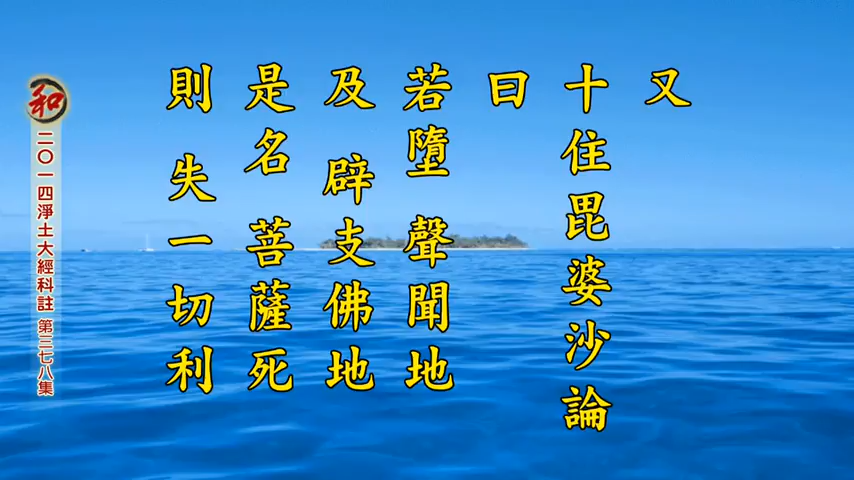 又
十住毘婆沙論
曰
若墮 聲聞地
及 辟支佛地
是名 菩薩死
則 失一切利
和
二〇一四淨土大經科註 第三七八集